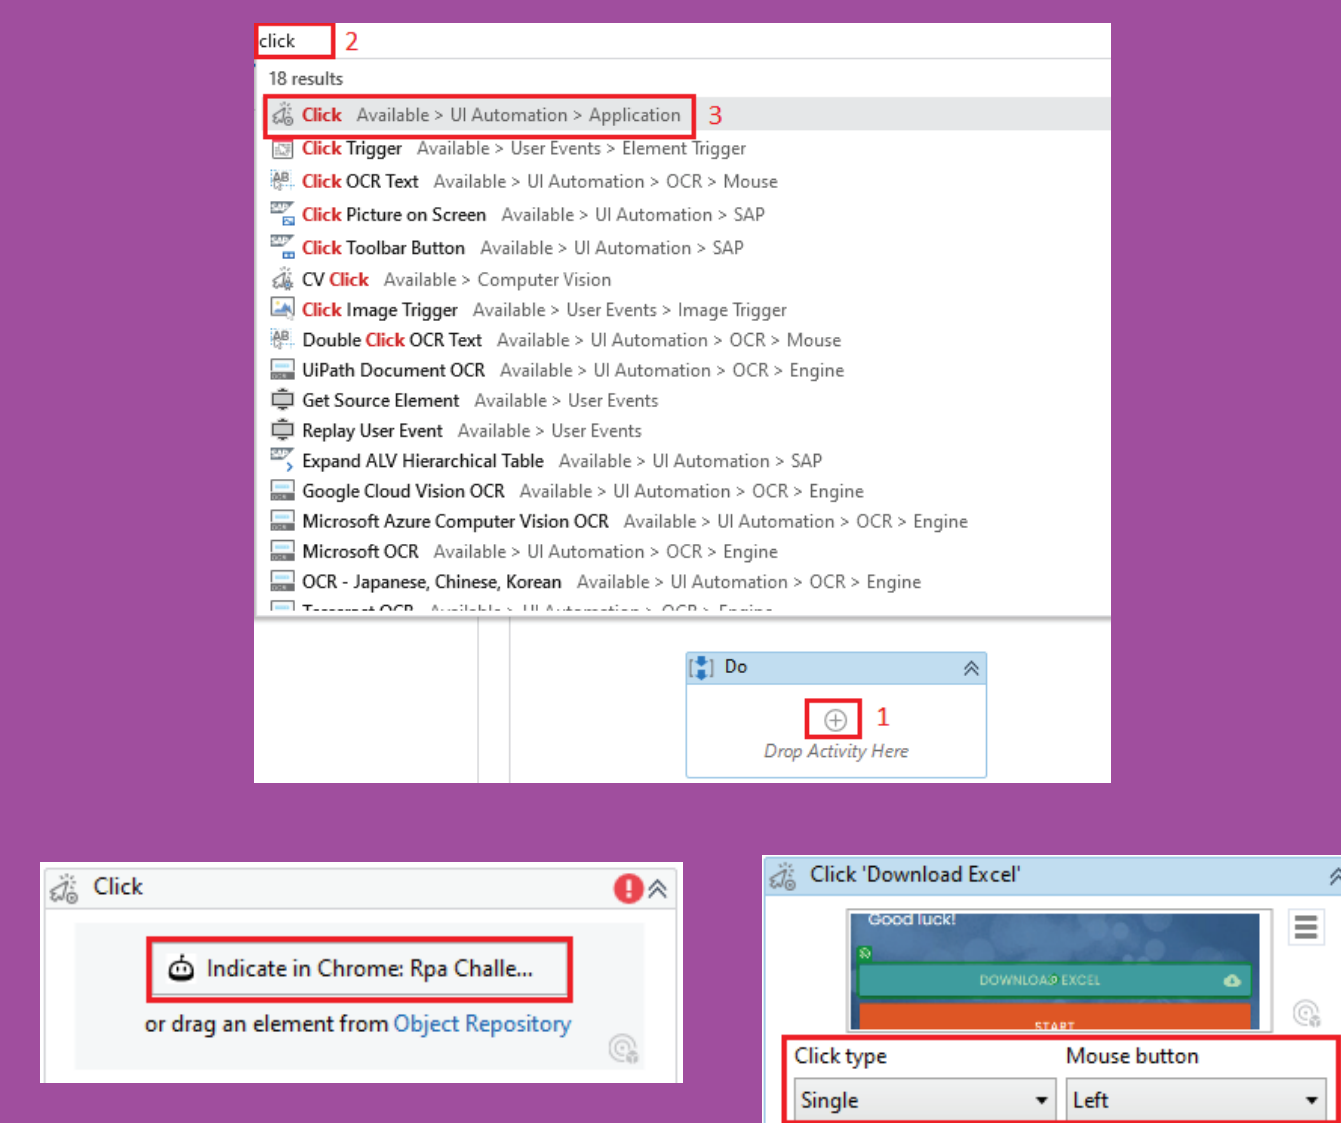 click 2
18 results
Click Available > UI Automation > Application 3
Click Trigger Available > User Events > Element Trigger
Click OCR Text Available > UI Automation > OCR > Mouse
Click Picture on Screen Available > UI Automation > SAP
Click Toolbar Button Available > UI Automation > SAP
CV Click Available > Computer Vision
Click Image Trigger Available > User Events > Image Trigger
Double Click OCR Text Available > UI Automation > OCR > Mouse
UiPath Document OCR Available > UI Automation > OCR > Engine
Get Source Element Available > User Events
Replay User Event Available > User Events
Expand ALV Hierarchical Table Available > UI Automation > SAP
Google Cloud Vision OCR Available > UI Automation > OCR > Engine
Microsoft Azure Computer Vision OCR Available > UI Automation > OCR > Engine
Microsoft OCR Available > UI Automation > OCR > Engine
OCR - Japanese, Chinese, Korean Available > UI Automation > OCR > Engine
Tesseract OCR Available > UI Automation > OCR > Engine
Do
1
Drop Activity Here
Click
Indicate in Chrome: Rpa Challe...
or drag an element from Object Repository
Click 'Download Excel'
Good luck!
DOWNLOAD EXCEL
START
Click type Mouse button
Single Left